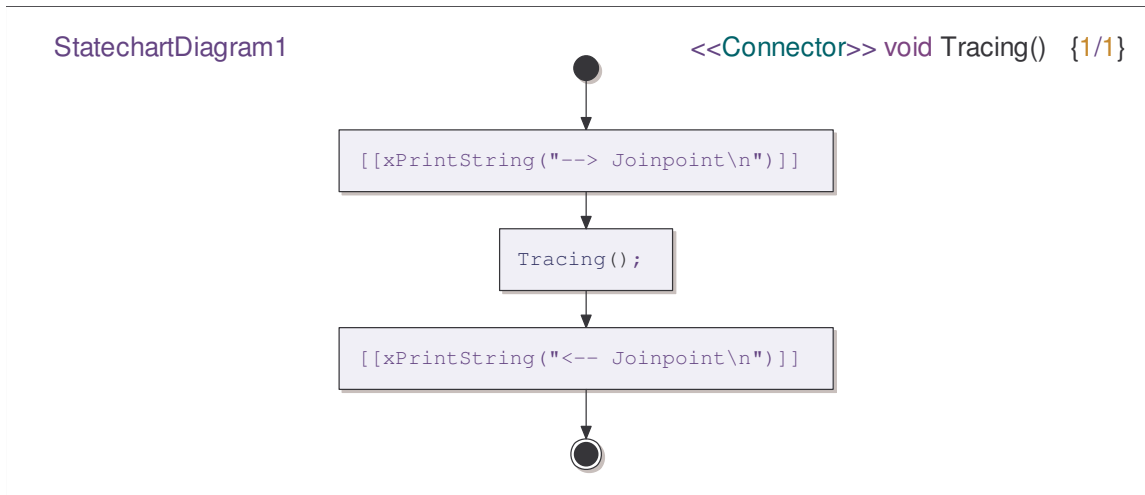 StatechartDiagram1 <<Connector>> void Tracing() {1/1}
[[xPrintString("--> Joinpoint\n")]]
Tracing();
[[xPrintString("<-- Joinpoint\n")]]